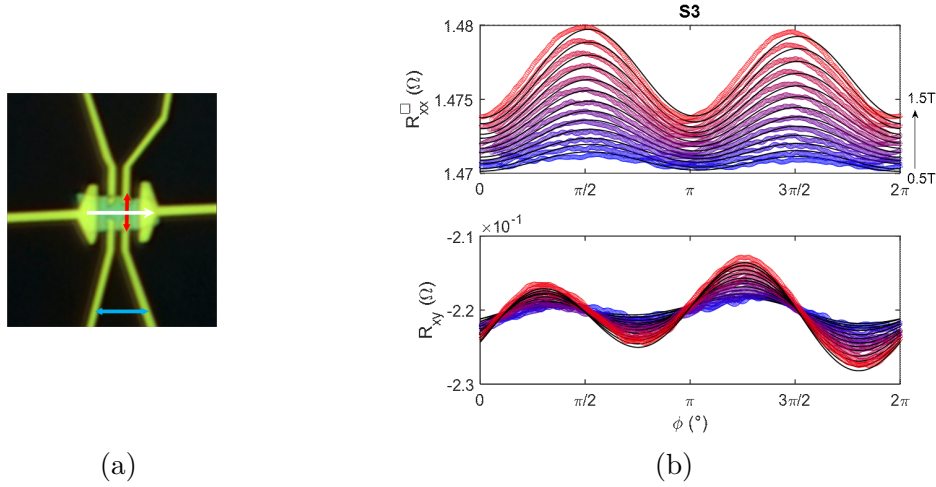 S3
1.48
1.475
1.47
R□xx (Ω)
0 π/2 π 3π/2 2π
1.5T
0.5T
×10⁻¹
-2.1
-2.2
-2.3
Rxy (Ω)
0 π/2 π 3π/2 2π
ϕ (°)
(a) (b)